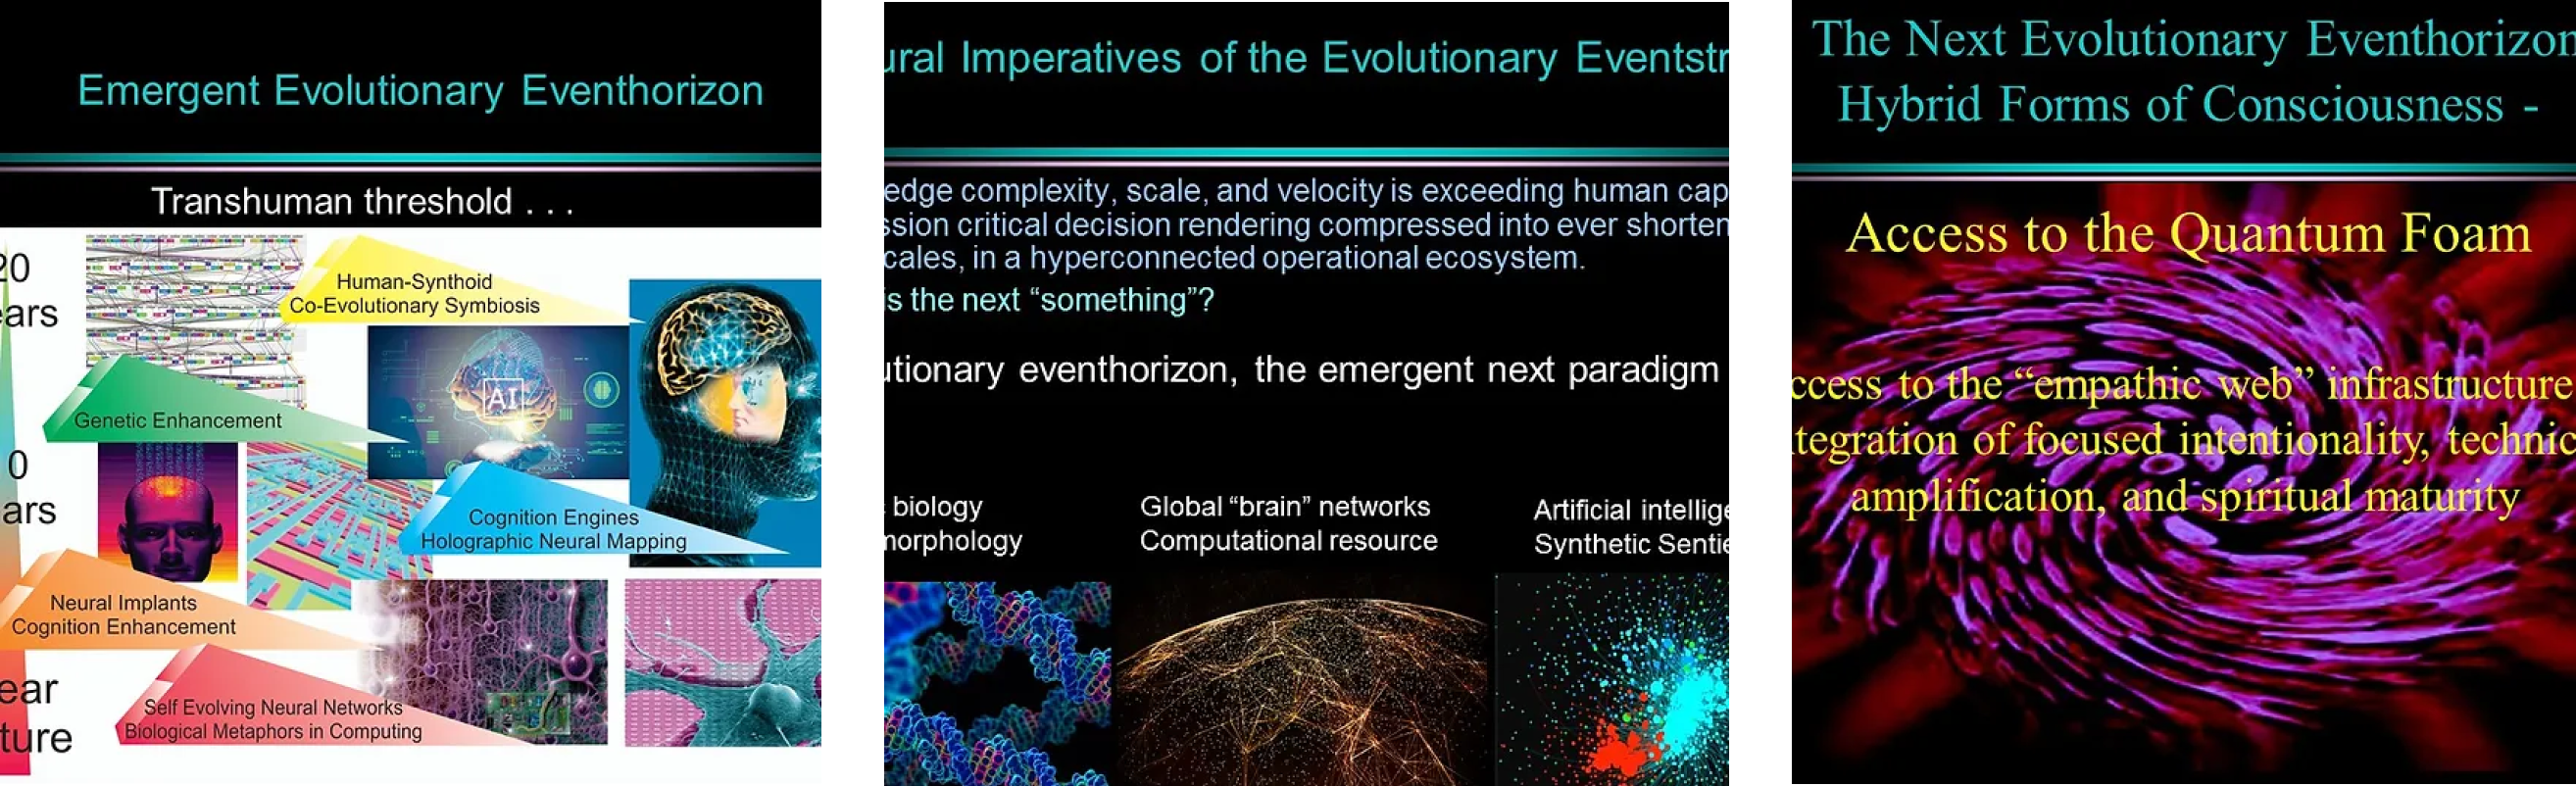 Emergent Evolutionary Eventhorizon
Transhuman threshold . . .
20
ears
Human-Synthoid
Co-Evolutionary Symbiosis
Genetic Enhancement
AI
0
ars
Cognition Engines
Holographic Neural Mapping
Neural Implants
Cognition Enhancement
ear
ture
Self Evolving Neural Networks
Biological Metaphors in Computing
ural Imperatives of the Evolutionary Eventstr
edge complexity, scale, and velocity is exceeding human cap
ssion critical decision rendering compressed into ever shorten
cales, in a hyperconnected operational ecosystem.
is the next “something”?
utionary eventhorizon, the emergent next paradigm
biology
morphology
Global “brain” networks
Computational resource
Artificial intellige
Synthetic Sentie
The Next Evolutionary Eventhorizon
Hybrid Forms of Consciousness -
Access to the Quantum Foam
ccess to the “empathic web” infrastructure
tegration of focused intentionality, technic
amplification, and spiritual maturity